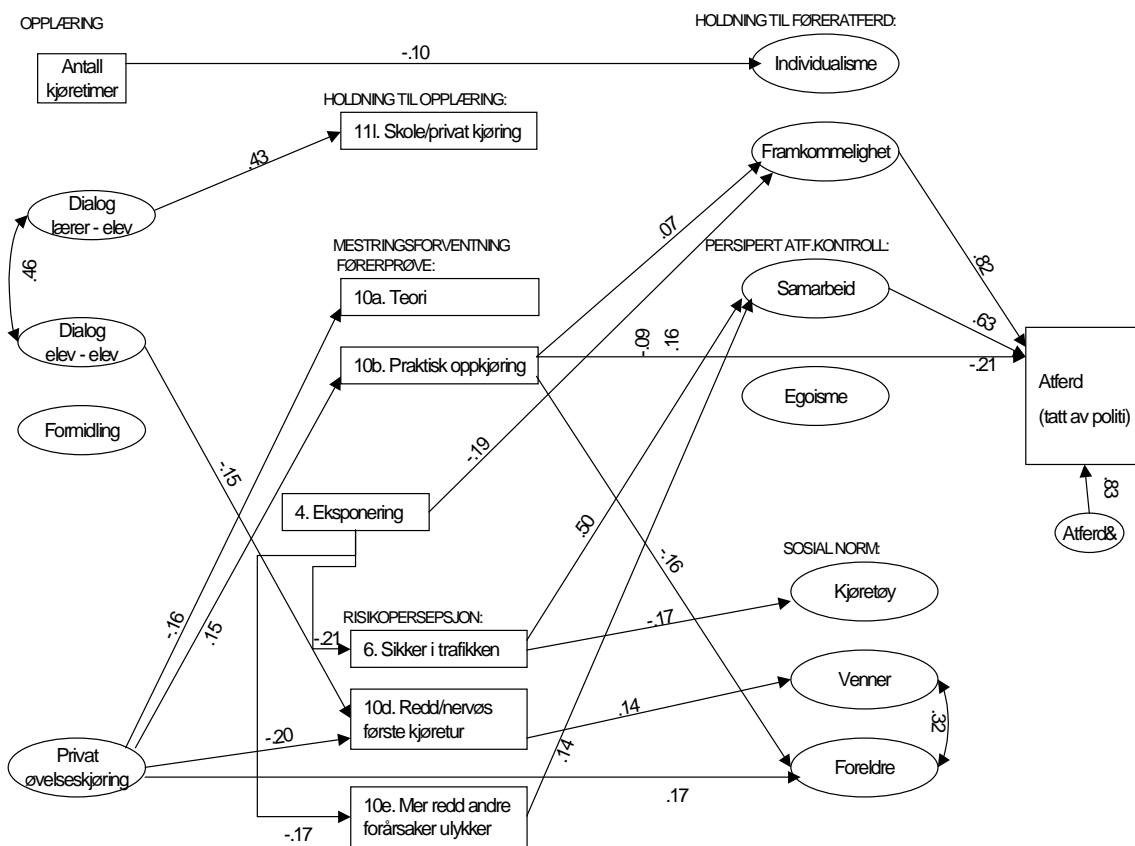 OPPLÆRING
HOLDNING TIL FØRERATFERD:
Antall
kjøretimer
-.10
Individualisme
HOLDNING TIL OPPLÆRING:
11l. Skole/privat kjøring
.43
Framkommelighet
Dialog
lærer - elev
.46
.07
.82
MESTRINGSFORVENTNING
FØRERPRØVE:
PERSIPERT ATF.KONTROLL:
10a. Teori
Samarbeid
.63
Dialog
elev - elev
10b. Praktisk oppkjøring
-.09
.16
-.21
Atferd
(tatt av politi)
Egoisme
Formidling
-.15
-.19
4. Eksponering
.50
.83
Atferd&
-.16
SOSIAL NORM:
Kjøretøy
RISIKOPERSEPSJON:
-.16
.15
-.21
6. Sikker i trafikken
-.17
Venner
10d. Redd/nervøs
første kjøretur
.14
.32
-.20
.14
Privat
øvelseskjøring
Foreldre
.17
10e. Mer redd andre
forårsaker ulykker
-.17